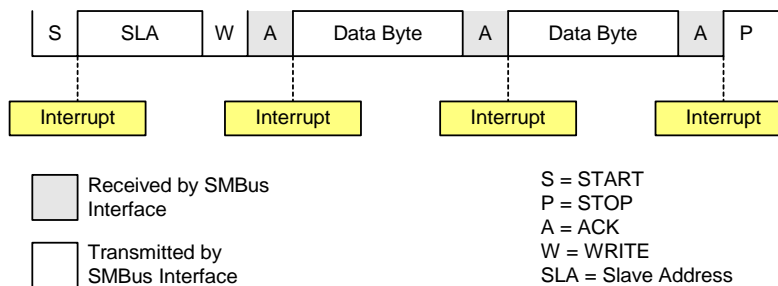 S SLA W A Data Byte A Data Byte A P
Interrupt Interrupt Interrupt Interrupt
Received by SMBus
Interface
Transmitted by
SMBus Interface
S = START
P = STOP
A = ACK
W = WRITE
SLA = Slave Address